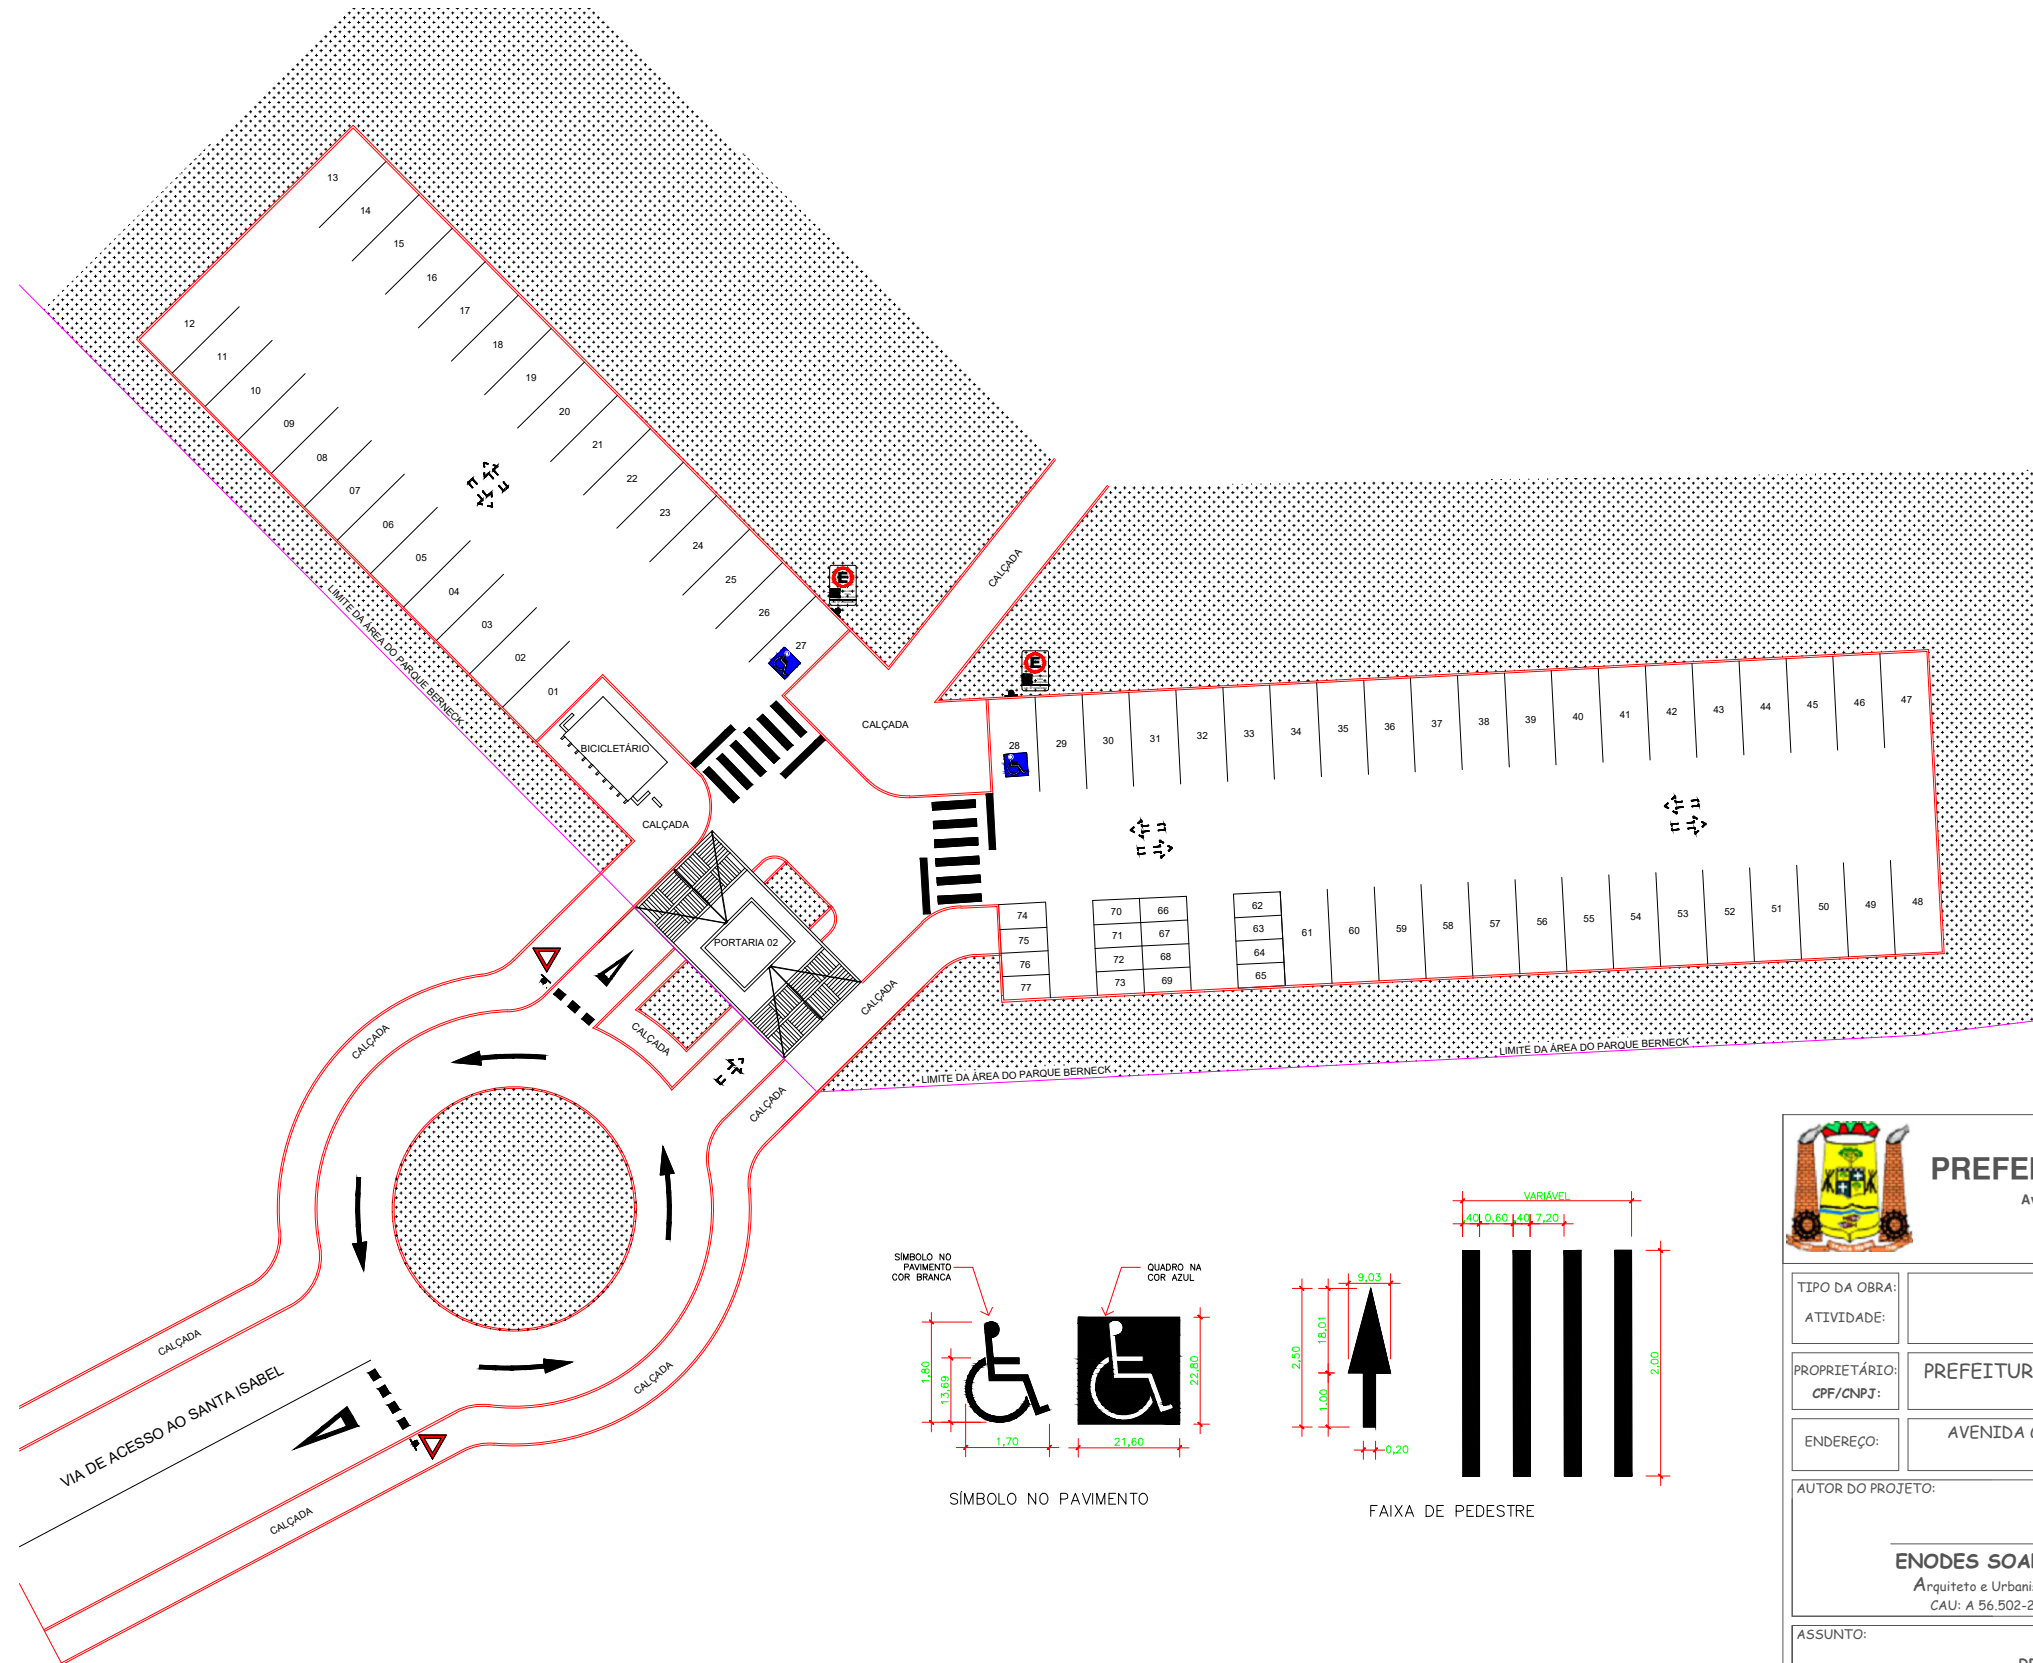 13
14
15
16
17
18
19
20
21
22
23
24
25
26
27
12
11
10
09
08
07
06
05
04
03
02
01
LIMITE DA ÁREA DO PARQUE BERNECK
BICICLETÁRIO
CALÇADA
CALÇADA
CALÇADA
E
E
28
29
30
31
32
33
34
35
36
37
38
39
40
41
42
43
44
45
46
47
74
75
76
77
70
71
72
73
66
67
68
69
62
63
64
65
61
60
59
58
57
56
55
54
53
52
51
50
49
48
PORTARIA 02
CALÇADA
CALÇADA
CALÇADA
CALÇADA
LIMITE DA ÁREA DO PARQUE BERNECK
LIMITE DA ÁREA DO PARQUE BERNECK
CALÇADA
CALÇADA
CALÇADA
VIA DE ACESSO AO SANTA ISABEL
SÍMBOLO NO
PAVIMENTO
COR BRANCA
QUADRO NA
COR AZUL
1,80
13,69
1,70
22,80
21,60
SÍMBOLO NO PAVIMENTO
9,03
2,50
18,01
1,00
0,20
VARIÁVEL
,40 0,60 ,40 7,20
2,00
FAIXA DE PEDESTRE
PREFEI
Av
TIPO DA OBRA:
ATIVIDADE:
PROPRIETÁRIO:
CPF/CNPJ:
PREFEITUR
ENDEREÇO:
AVENIDA
AUTOR DO PROJETO:
ENODES SOA
Arquiteto e Urbani
CAU: A 56.502-2
ASSUNTO: